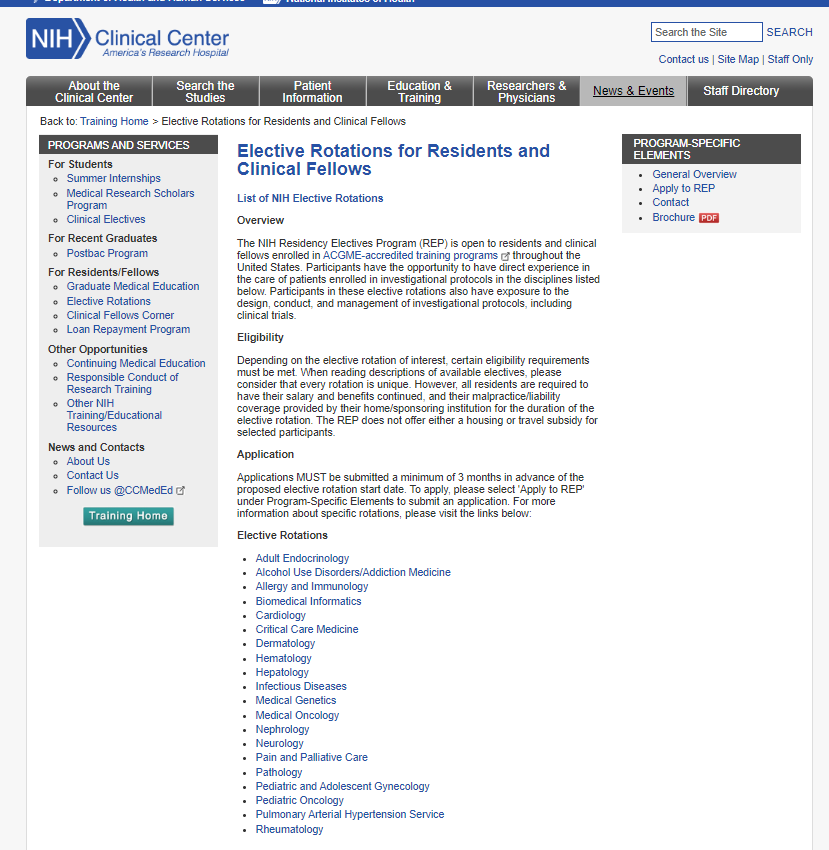 Department of Health and Human Services
National Institutes of Health
NIH Clinical Center
America's Research Hospital
Search the Site SEARCH
Contact us | Site Map | Staff Only
About the
Clinical Center
Search the
Studies
Patient
Information
Education &
Training
Researchers &
Physicians
News & Events
Staff Directory
Back to: Training Home > Elective Rotations for Residents and Clinical Fellows
PROGRAMS AND SERVICES
For Students
Summer Internships
Medical Research Scholars
Program
Clinical Electives
For Recent Graduates
Postbac Program
For Residents/Fellows
Graduate Medical Education
Elective Rotations
Clinical Fellows Corner
Loan Repayment Program
Other Opportunities
Continuing Medical Education
Responsible Conduct of
Research Training
Other NIH
Training/Educational
Resources
News and Contacts
About Us
Contact Us
Follow us @CCMedEd
Training Home
Elective Rotations for Residents and
Clinical Fellows
List of NIH Elective Rotations
Overview
The NIH Residency Electives Program (REP) is open to residents and clinical
fellows enrolled in ACGME-accredited training programs throughout the
United States. Participants have the opportunity to have direct experience in
the care of patients enrolled in investigational protocols in the disciplines listed
below. Participants in these elective rotations also have exposure to the
design, conduct, and management of investigational protocols, including
clinical trials.
Eligibility
Depending on the elective rotation of interest, certain eligibility requirements
must be met. When reading descriptions of available electives, please
consider that every rotation is unique. However, all residents are required to
have their salary and benefits continued, and their malpractice/liability
coverage provided by their home/sponsoring institution for the duration of the
elective rotation. The REP does not offer either a housing or travel subsidy for
selected participants.
Application
Applications MUST be submitted a minimum of 3 months in advance of the
proposed elective rotation start date. To apply, please select 'Apply to REP'
under Program-Specific Elements to submit an application. For more
information about specific rotations, please visit the links below:
Elective Rotations
Adult Endocrinology
Alcohol Use Disorders/Addiction Medicine
Allergy and Immunology
Biomedical Informatics
Cardiology
Critical Care Medicine
Dermatology
Hematology
Hepatology
Infectious Diseases
Medical Genetics
Medical Oncology
Nephrology
Neurology
Pain and Palliative Care
Pathology
Pediatric and Adolescent Gynecology
Pediatric Oncology
Pulmonary Arterial Hypertension Service
Rheumatology
PROGRAM-SPECIFIC
ELEMENTS
General Overview
Apply to REP
Contact
Brochure PDF